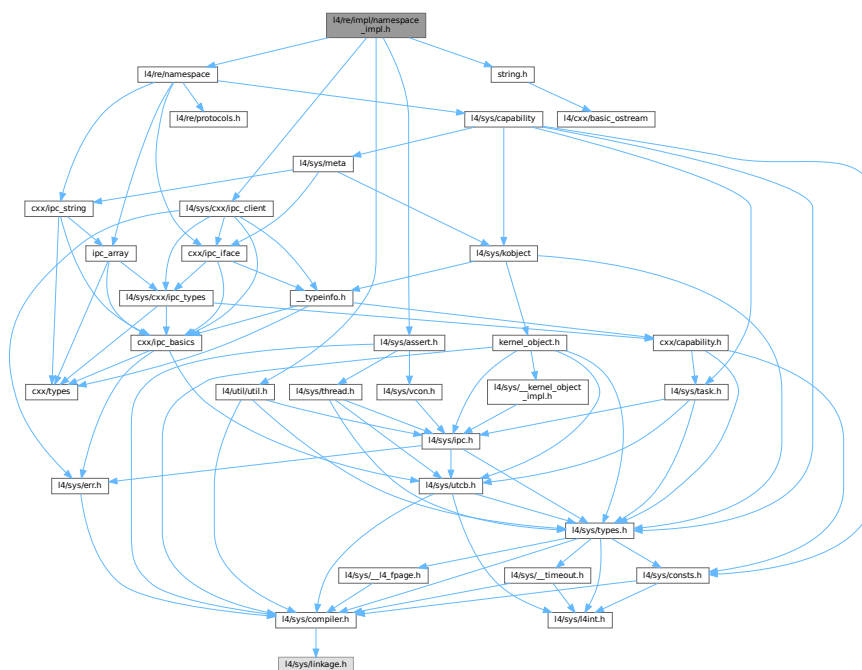 l4/re/impl/namespace
_impl.h
l4/re/namespace
string.h
l4/re/protocols.h
l4/sys/capability
l4/cxx/basic_ostream
l4/sys/meta
cxx/ipc_string
l4/sys/cxx/ipc_client
ipc_array
cxx/ipc_iface
l4/sys/kobject
l4/sys/cxx/ipc_types
__typeinfo.h
cxx/ipc_basics
l4/sys/assert.h
kernel_object.h
cxx/capability.h
cxx/types
l4/util/util.h
l4/sys/thread.h
l4/sys/vcon.h
l4/sys/__kernel_object
_impl.h
l4/sys/task.h
l4/sys/ipc.h
l4/sys/err.h
l4/sys/utcb.h
l4/sys/types.h
l4/sys/__l4_fpage.h
l4/sys/__timeout.h
l4/sys/consts.h
l4/sys/compiler.h
l4/sys/l4int.h
l4/sys/linkage.h